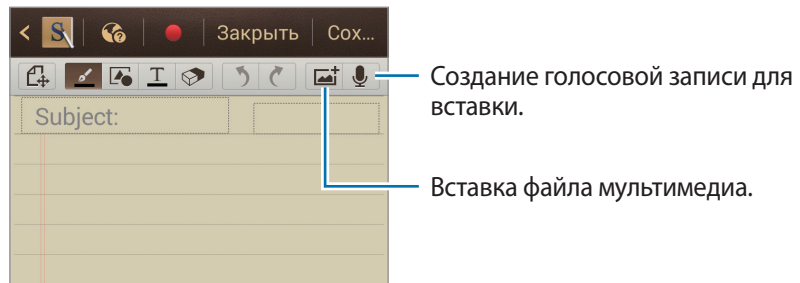 Закрыть Сох...
Создание голосовой записи для
вставки.
Subject:
Вставка файла мультимедиа.